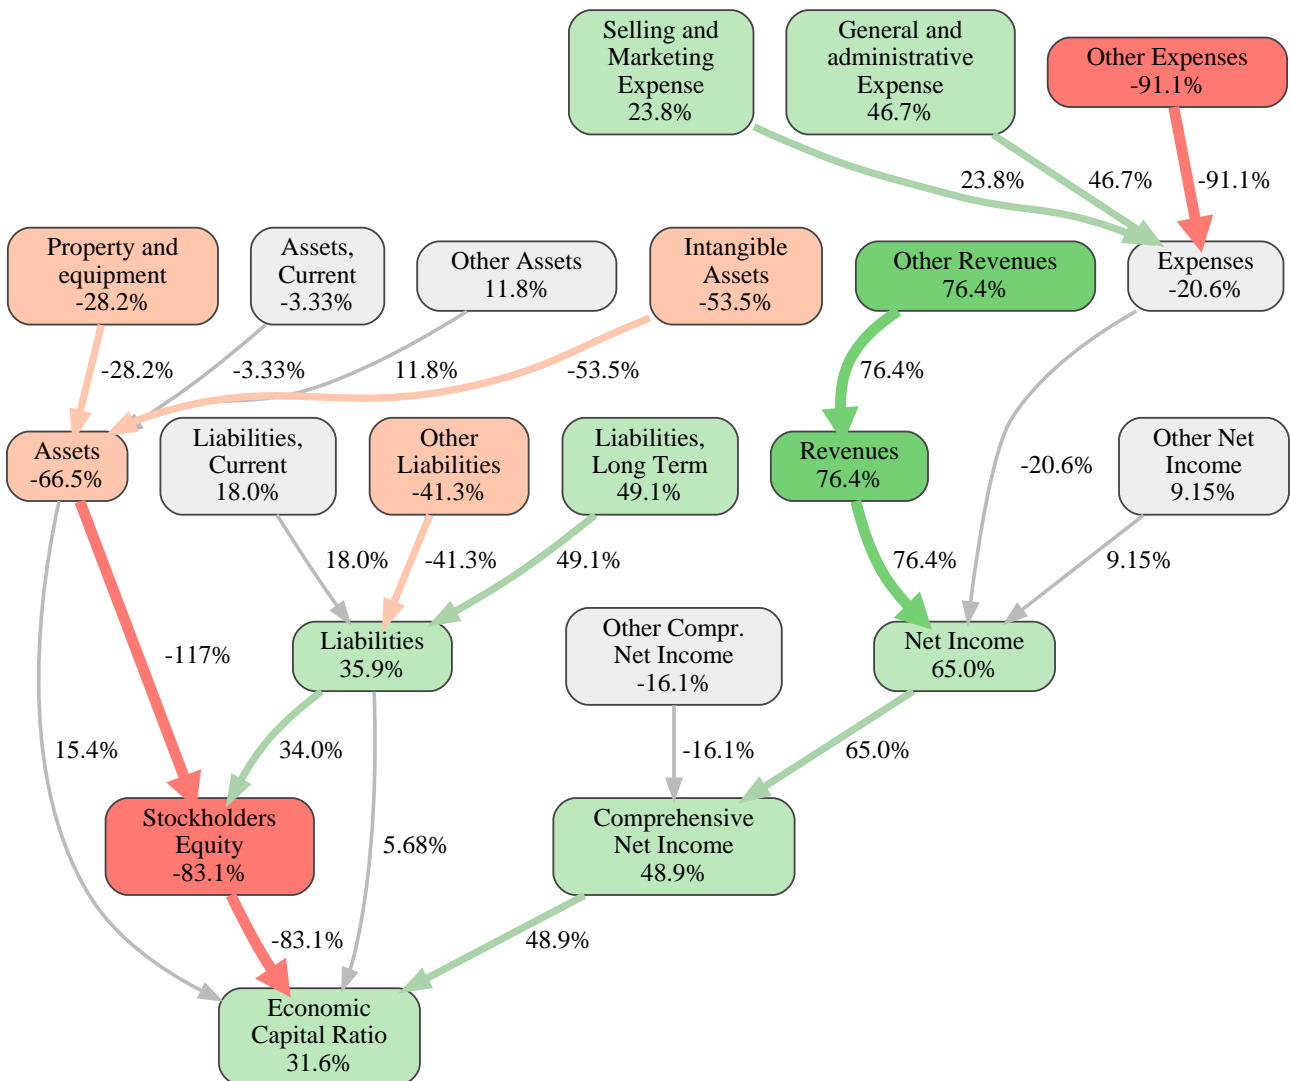 Selling and
Marketing
Expense
23.8%
General and
administrative
Expense
46.7%
Other Expenses
-91.1%
23.8%
46.7%
-91.1%
Property and
equipment
-28.2%
Assets,
Current
-3.33%
Other Assets
11.8%
Intangible
Assets
-53.5%
Other Revenues
76.4%
Expenses
-20.6%
-28.2%
-3.33%
11.8%
-53.5%
76.4%
Assets
-66.5%
Liabilities,
Current
18.0%
Other
Liabilities
-41.3%
Liabilities,
Long Term
49.1%
Revenues
76.4%
-20.6%
Other Net
Income
9.15%
18.0%
-41.3%
49.1%
76.4%
9.15%
-117%
Liabilities
35.9%
Other Compr.
Net Income
-16.1%
Net Income
65.0%
15.4%
34.0%
-16.1%
65.0%
Stockholders
Equity
-83.1%
5.68%
Comprehensive
Net Income
48.9%
-83.1%
48.9%
Economic
Capital Ratio
31.6%